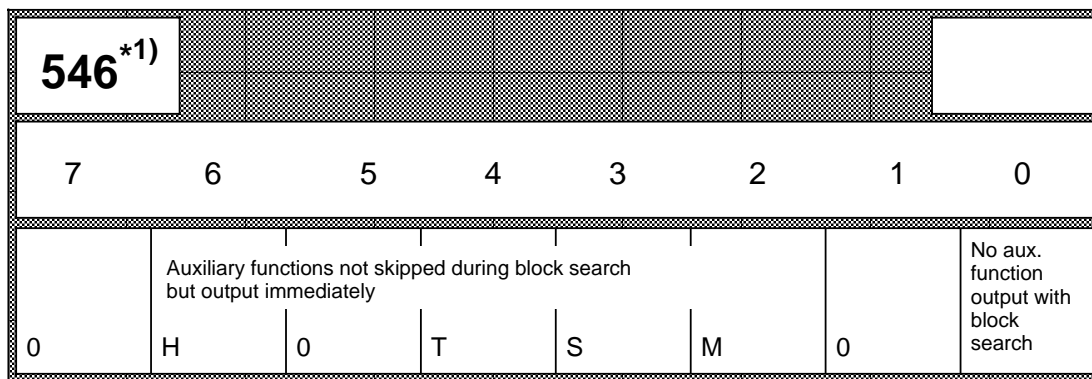 546*1)
7 6 5 4 3 2 1 0
Auxiliary functions not skipped during block search
but output immediately
No aux.
function
output with
block
search
0 H 0 T S M 0